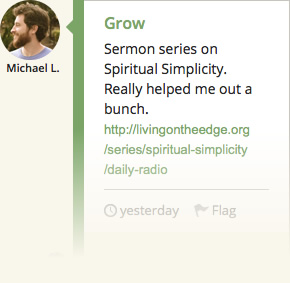 Grow
Michael L.
Sermon series on
Spiritual Simplicity.
Really helped me out a
bunch.
http://livingontheedge.org
/series/spiritual-simplicity
/daily-radio
yesterday Flag